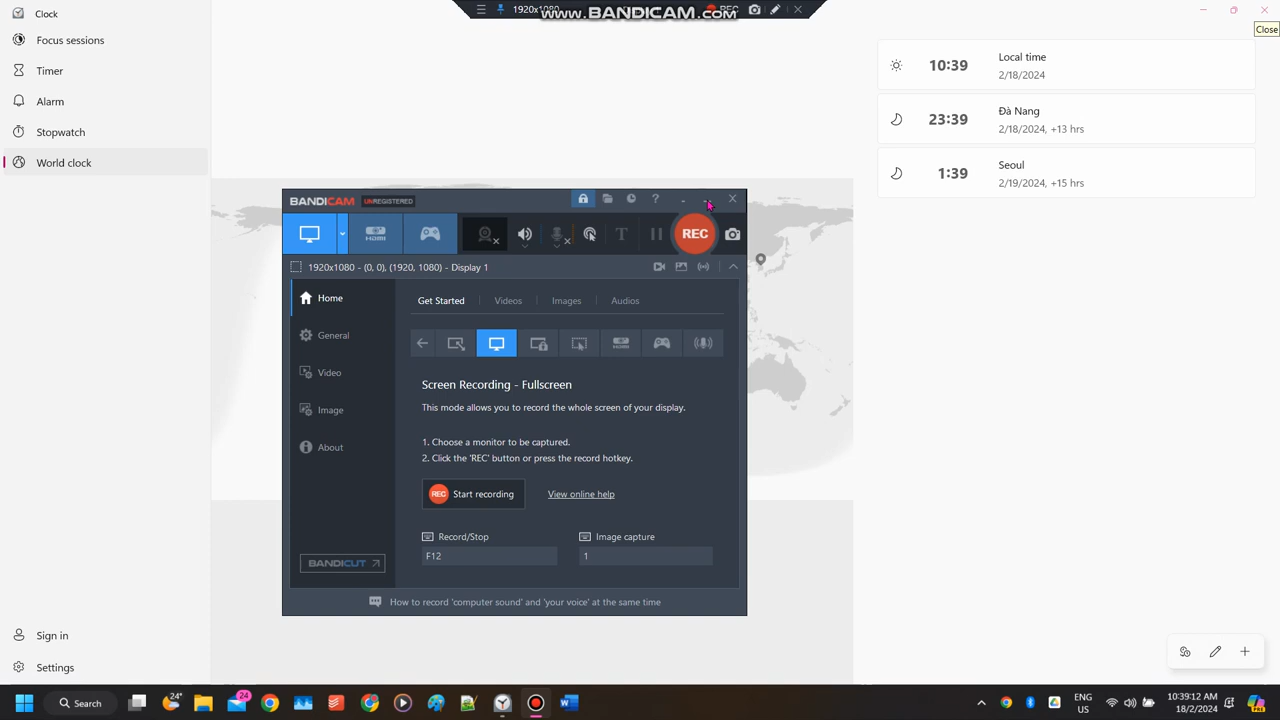 Clock
1920x1080
www.BANDICAM.com
REC
Close
Focus sessions
Timer
Alarm
Stopwatch
World clock
10:39
Local time
2/18/2024
23:39
Đà Nang
2/18/2024, +13 hrs
1:39
Seoul
2/19/2024, +15 hrs
BANDICAM
UNREGISTERED
?
HDMI
T
REC
1920x1080 - (0, 0), (1920, 1080) - Display 1
Home
General
Video
Image
About
BANDICUT
Get Started
Videos
Images
Audios
HDMI
Screen Recording - Fullscreen
This mode allows you to record the whole screen of your display.
1. Choose a monitor to be captured.
2. Click the 'REC' button or press the record hotkey.
REC Start recording
View online help
Record/Stop
Image capture
F12
1
How to record 'computer sound' and 'your voice' at the same time
Sign in
Settings
Search
24°
24
ENG
US
10:39:12 AM
18/2/2024
PRE